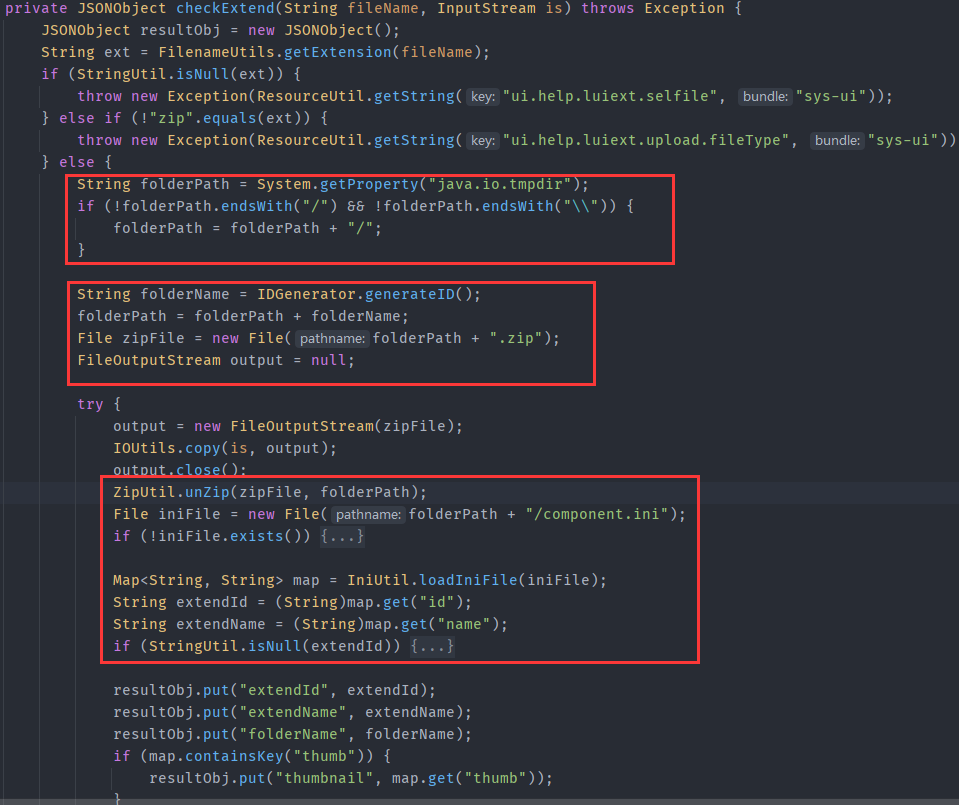 private JSONObject checkExtend(String fileName, InputStream is) throws Exception {
JSONObject resultObj = new JSONObject();
String ext = FilenameUtils.getExtension(fileName);
if (StringUtil.isNull(ext)) {
throw new Exception(ResourceUtil.getString( key: "ui.help.luiext.selfile", bundle: "sys-ui"));
} else if (!"zip".equals(ext)) {
throw new Exception(ResourceUtil.getString( key: "ui.help.luiext.upload.fileType", bundle: "sys-ui"))
} else {
String folderPath = System.getProperty("java.io.tmpdir");
if (!folderPath.endsWith("/") && !folderPath.endsWith("\\")) {
folderPath = folderPath + "/";
}
String folderName = IDGenerator.generateID();
folderPath = folderPath + folderName;
File zipFile = new File( pathname: folderPath + ".zip");
FileOutputStream output = null;
try {
output = new FileOutputStream(zipFile);
IOUtils.copy(is, output);
output.close();
ZipUtil.unZip(zipFile, folderPath);
File iniFile = new File( pathname: folderPath + "/component.ini");
if (!iniFile.exists()) {...}
Map<String, String> map = IniUtil.loadIniFile(iniFile);
String extendId = (String)map.get("id");
String extendName = (String)map.get("name");
if (StringUtil.isNull(extendId)) {...}
resultObj.put("extendId", extendId);
resultObj.put("extendName", extendName);
resultObj.put("folderName", folderName);
if (map.containsKey("thumb")) {
resultObj.put("thumbnail", map.get("thumb"));
}